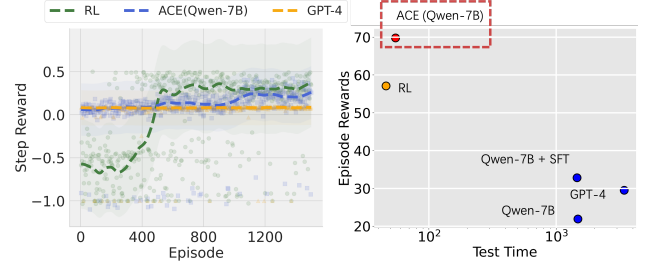 RL ACE(Qwen-7B) GPT-4
Step Reward
0.5
0.0
−0.5
−1.0
0 400 800 1200
Episode
ACE (Qwen-7B)
Episode Rewards
70
60
50
40
30
20
RL
Qwen-7B + SFT
GPT-4
Qwen-7B
10² 10³
Test Time